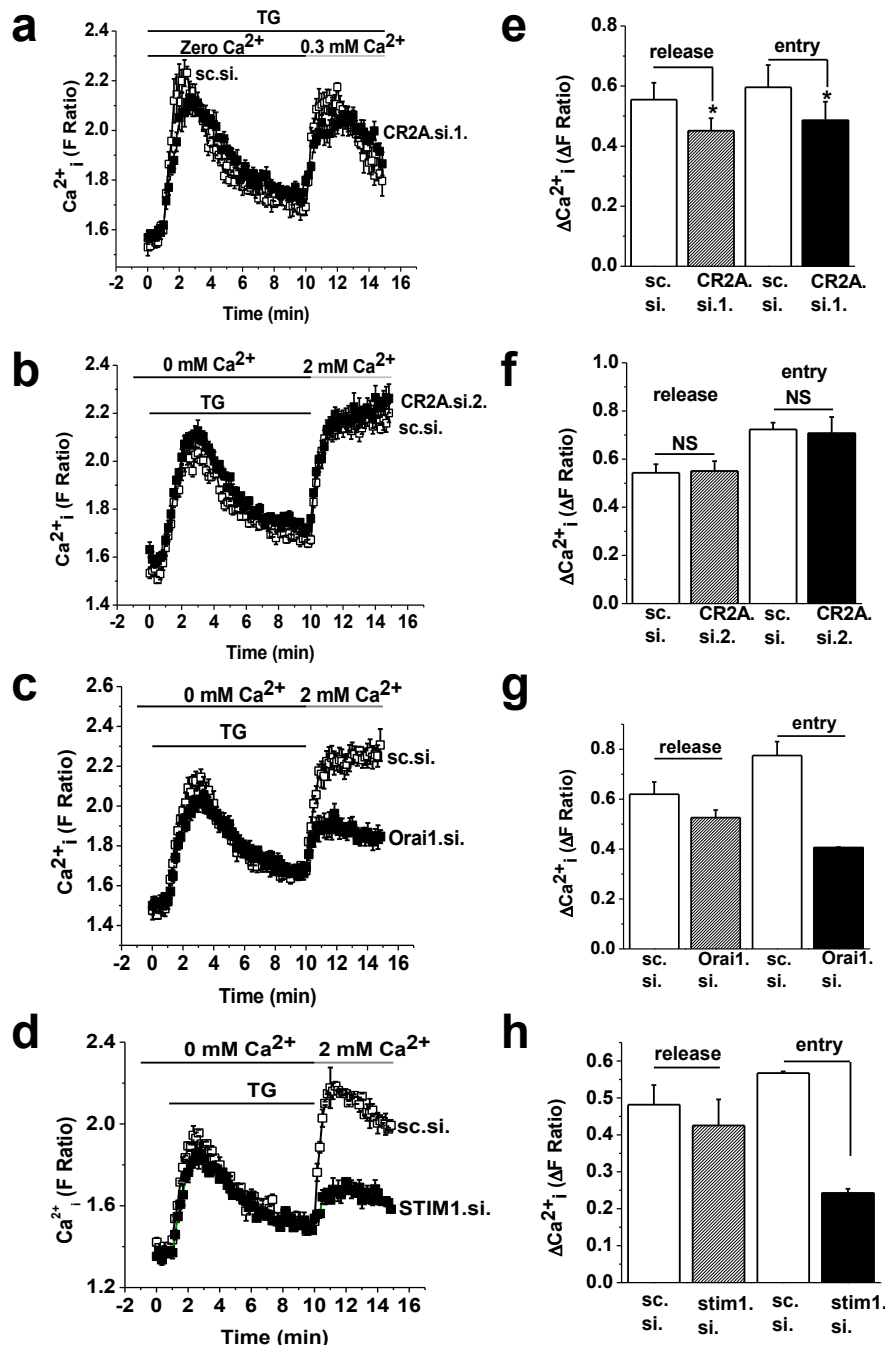 a
TG
Zero Ca2+
0.3 mM Ca2+
sc.si.
CR2A.si.1.
Ca2+i (F Ratio)
2.4
2.2
2.0
1.8
1.6
-2 0 2 4 6 8 10 12 14 16
Time (min)
e
release
entry
*
*
ΔCa2+i (ΔF Ratio)
0.8
0.6
0.4
0.2
0.0
sc. CR2A. sc. CR2A.
si. si.1. si. si.1.
b
0 mM Ca2+
2 mM Ca2+
TG
CR2A.si.2.
sc.si.
Ca2+i (F Ratio)
2.4
2.2
2.0
1.8
1.6
1.4
-2 0 2 4 6 8 10 12 14 16
Time (min)
f
release
entry
NS
NS
ΔCa2+i (ΔF Ratio)
1.0
0.8
0.6
0.4
0.2
0.0
sc. CR2A. sc. CR2A.
si. si.2. si. si.2.
c
0 mM Ca2+
2 mM Ca2+
TG
sc.si.
Orai1.si.
Ca2+i (F Ratio)
2.6
2.4
2.2
2.0
1.8
1.6
1.4
-2 0 2 4 6 8 10 12 14 16
Time (min)
g
release
entry
ΔCa2+i (ΔF Ratio)
0.8
0.6
0.4
0.2
0.0
sc. Orai1. sc. Orai1.
si. si. si. si.
d
0 mM Ca2+
2 mM Ca2+
TG
sc.si.
STIM1.si.
Ca2+i (F Ratio)
2.4
2.0
1.6
1.2
-2 0 2 4 6 8 10 12 14 16
Time (min)
h
release
entry
ΔCa2+i (ΔF Ratio)
0.6
0.5
0.4
0.3
0.2
0.1
0.0
sc. stim1. sc. stim1.
si. si. si. si.